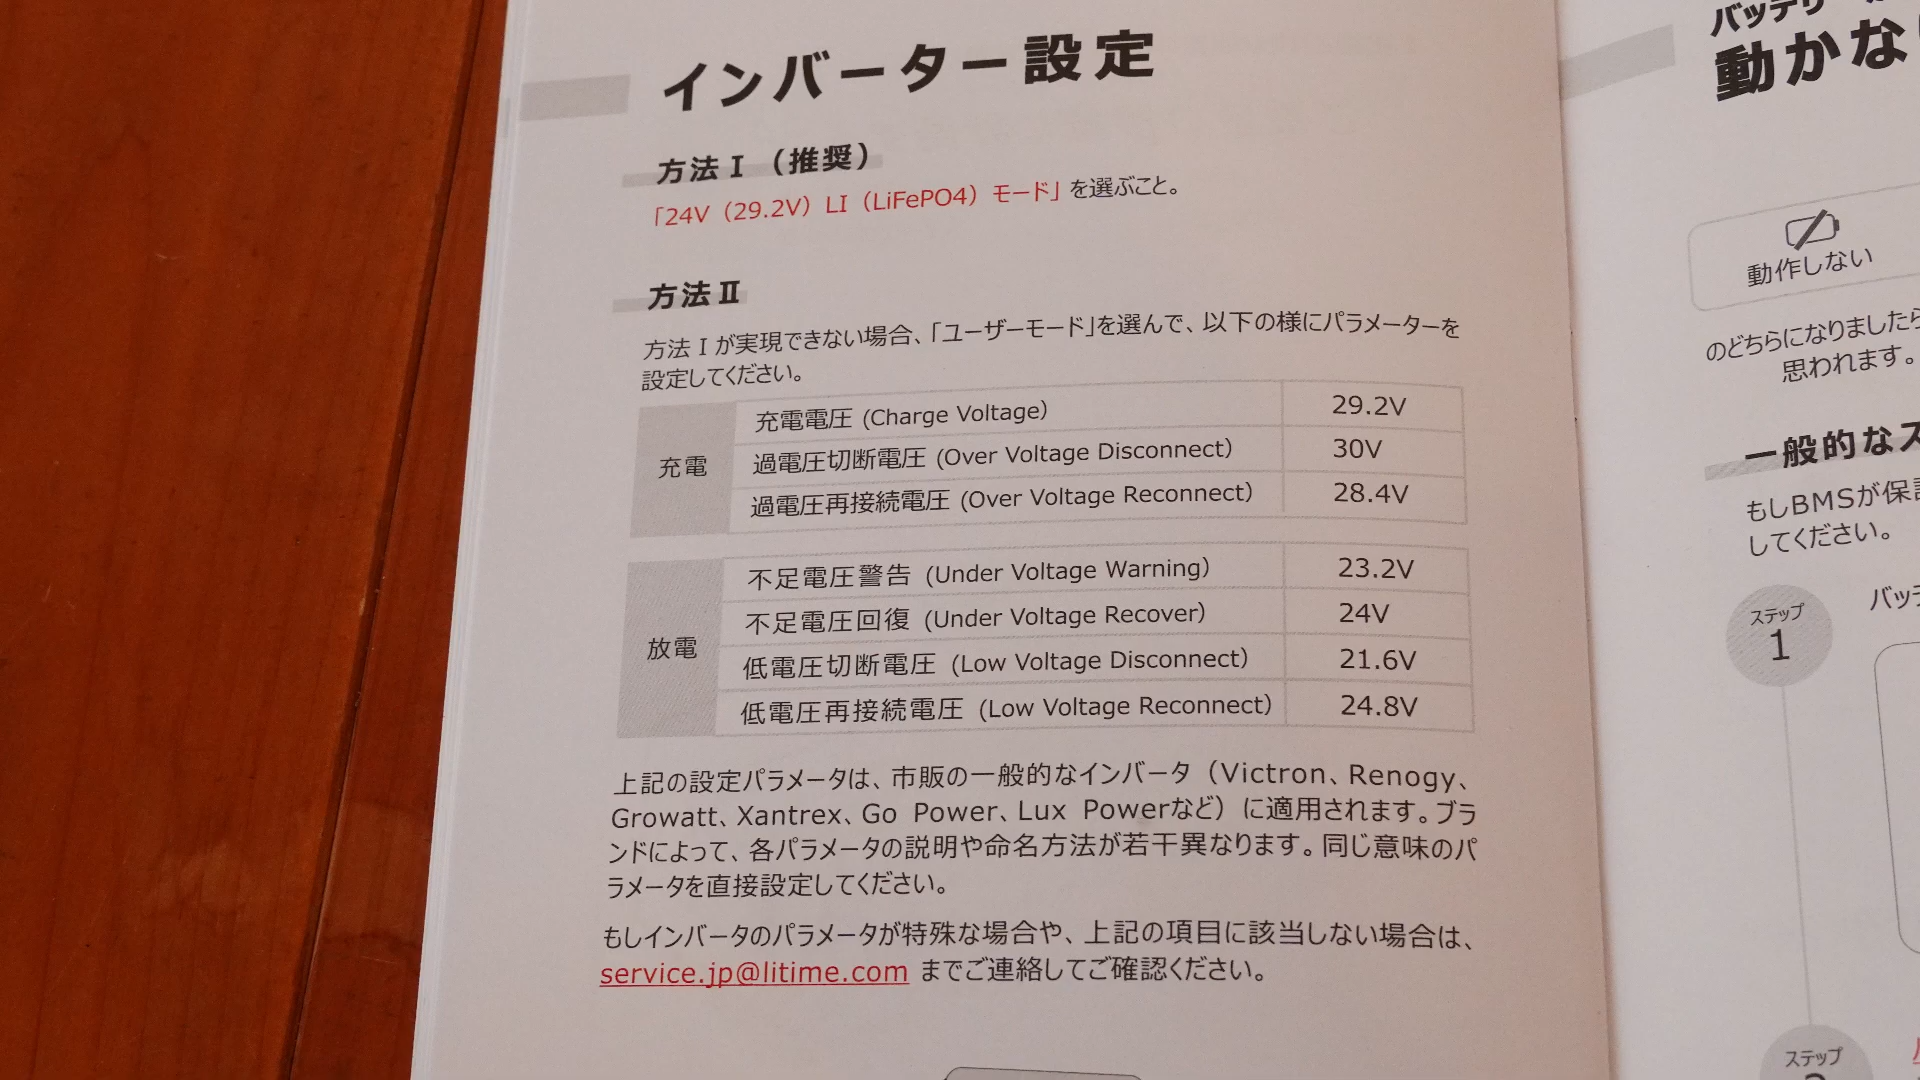 インバーター設定
方法Ⅰ（推奨）
「24V（29.2V）LI（LiFePO4）モード」を選ぶこと。
方法Ⅱ
方法Ⅰが実現できない場合、「ユーザーモード」を選んで、以下の様にパラメーターを
設定してください。
充電
充電電圧 (Charge Voltage) 29.2V
過電圧切断電圧 (Over Voltage Disconnect) 30V
過電圧再接続電圧 (Over Voltage Reconnect) 28.4V
放電
不足電圧警告 (Under Voltage Warning) 23.2V
不足電圧回復 (Under Voltage Recover) 24V
低電圧切断電圧 (Low Voltage Disconnect) 21.6V
低電圧再接続電圧 (Low Voltage Reconnect) 24.8V
上記の設定パラメータは、市販の一般的なインバータ（Victron、Renogy、
Growatt、Xantrex、Go Power、Lux Powerなど）に適用されます。ブラ
ンドによって、各パラメータの説明や命名方法が若干異なります。同じ意味のパ
ラメータを直接設定してください。
もしインバータのパラメータが特殊な場合や、上記の項目に該当しない場合は、
service.jp@litime.com までご連絡してご確認ください。
バッテリー
動かな
動作しない
のどちらになりましたら
思われます。
一般的なス
もしBMSが保
してください。
ステップ
1
バッテ
ステップ